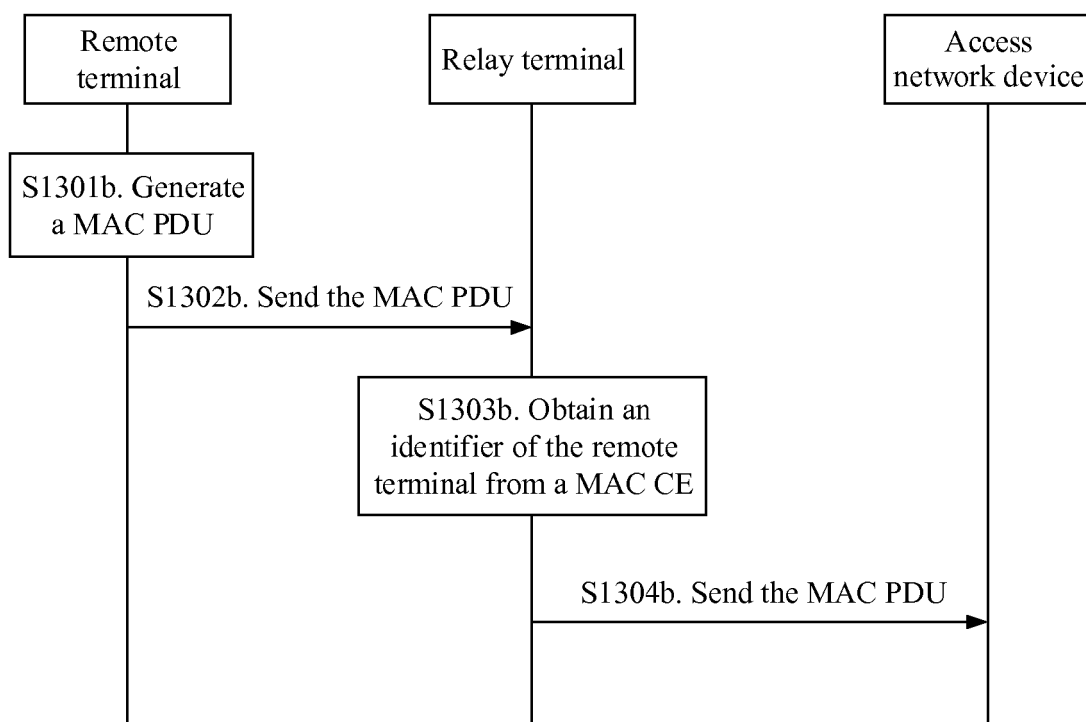 Remote
terminal
Relay terminal
Access
network device
S1301b. Generate
a MAC PDU
S1302b. Send the MAC PDU
S1303b. Obtain an
identifier of the remote
terminal from a MAC CE
S1304b. Send the MAC PDU